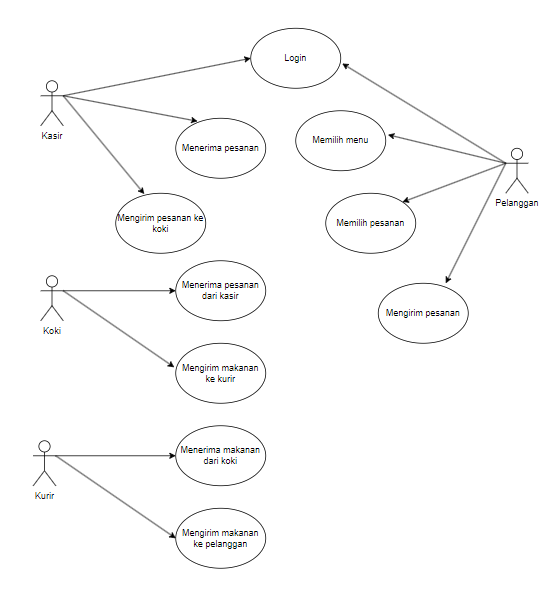 Login
Kasir
Menerima pesanan
Memilih menu
Pelanggan
Mengirim pesanan ke
koki
Memilih pesanan
Menerima pesanan
dari kasir
Koki
Mengirim pesanan
Mengirim makanan
ke kurir
Menerima makanan
dari koki
Kurir
Mengirim makanan
ke pelanggan